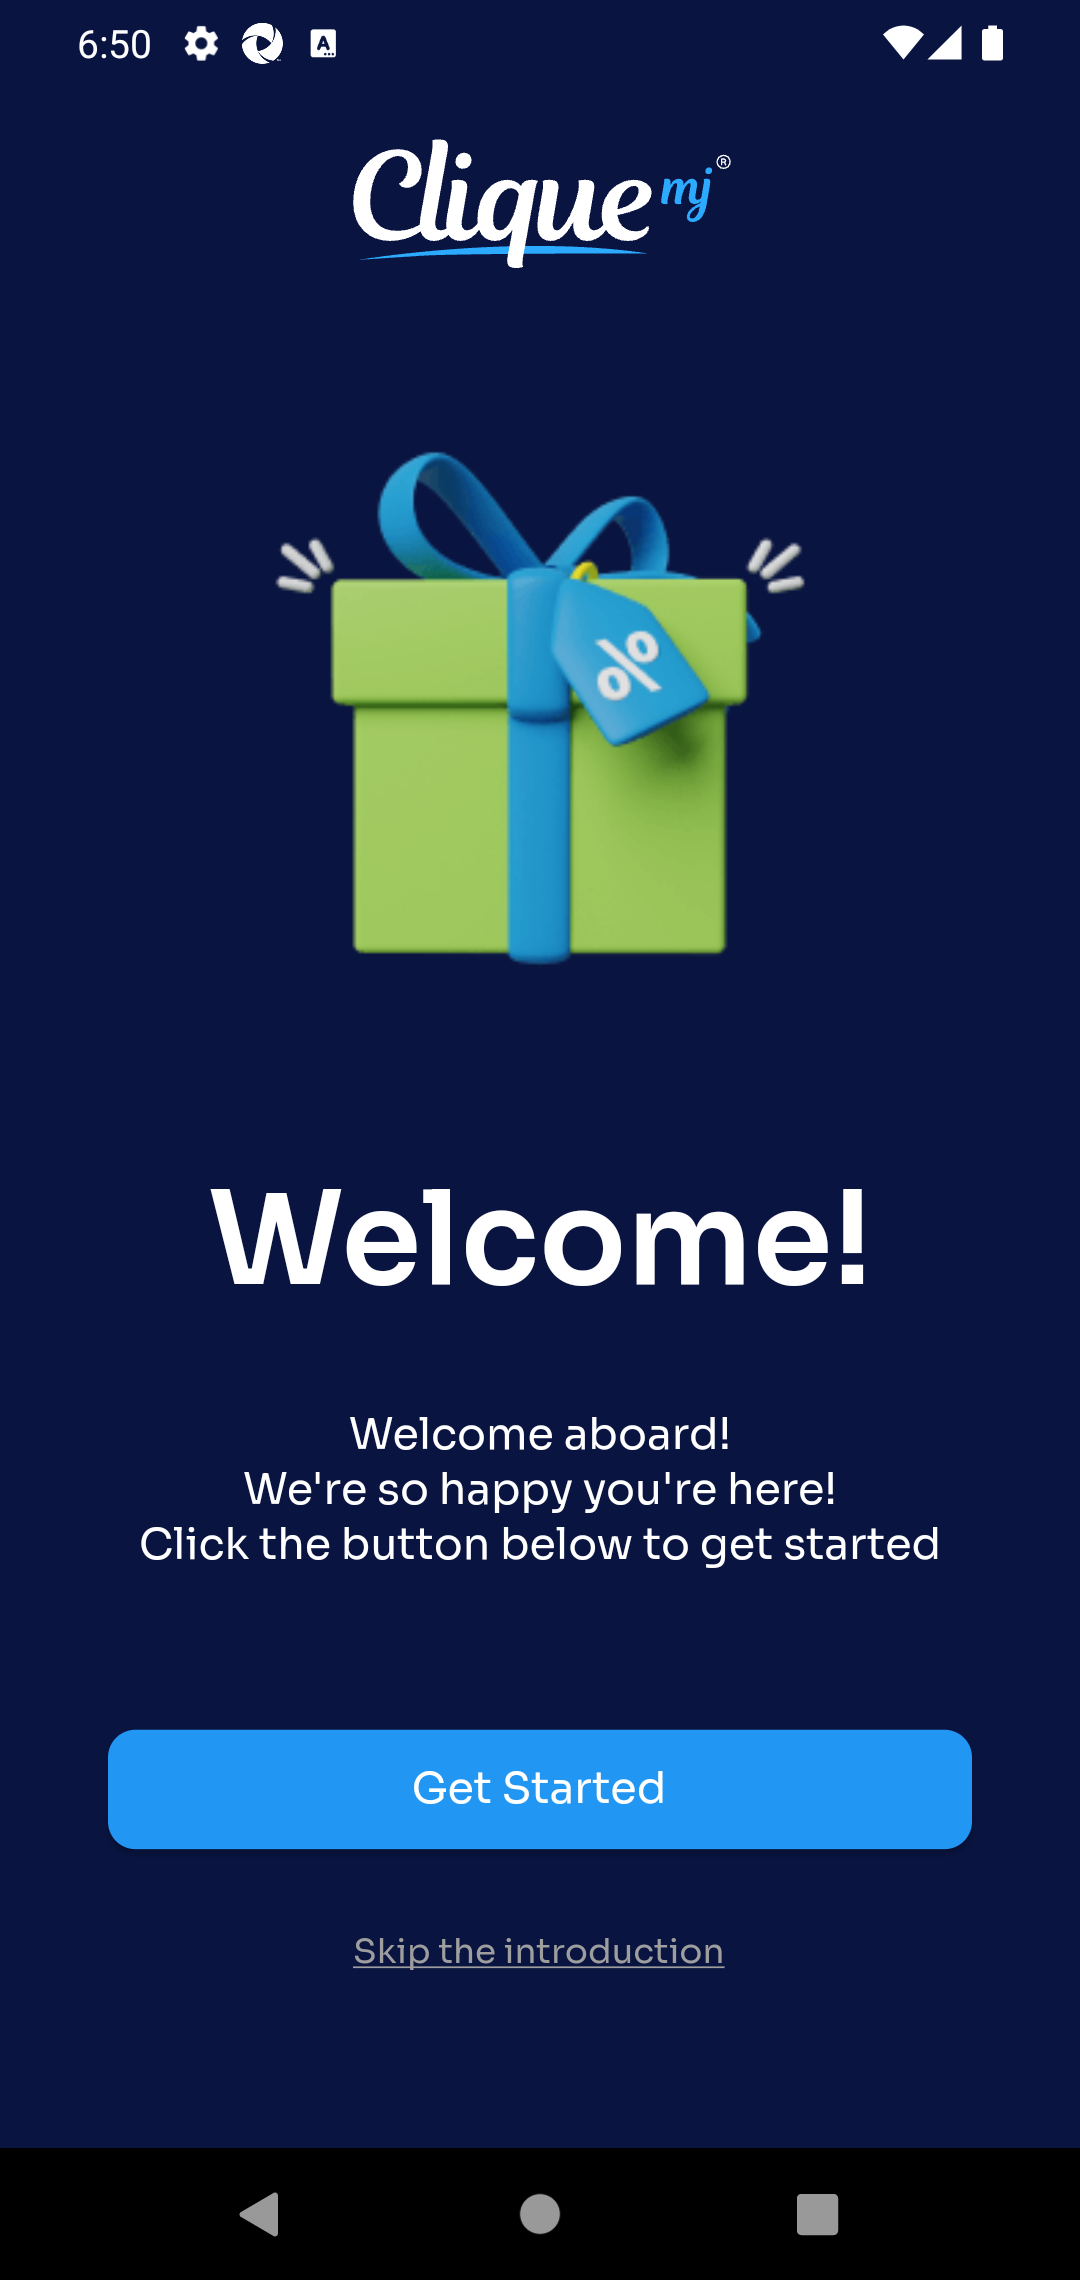 6:50
Clique mj®
%
Welcome!
Welcome aboard!
We're so happy you're here!
Click the button below to get started
Get Started
Skip the introduction